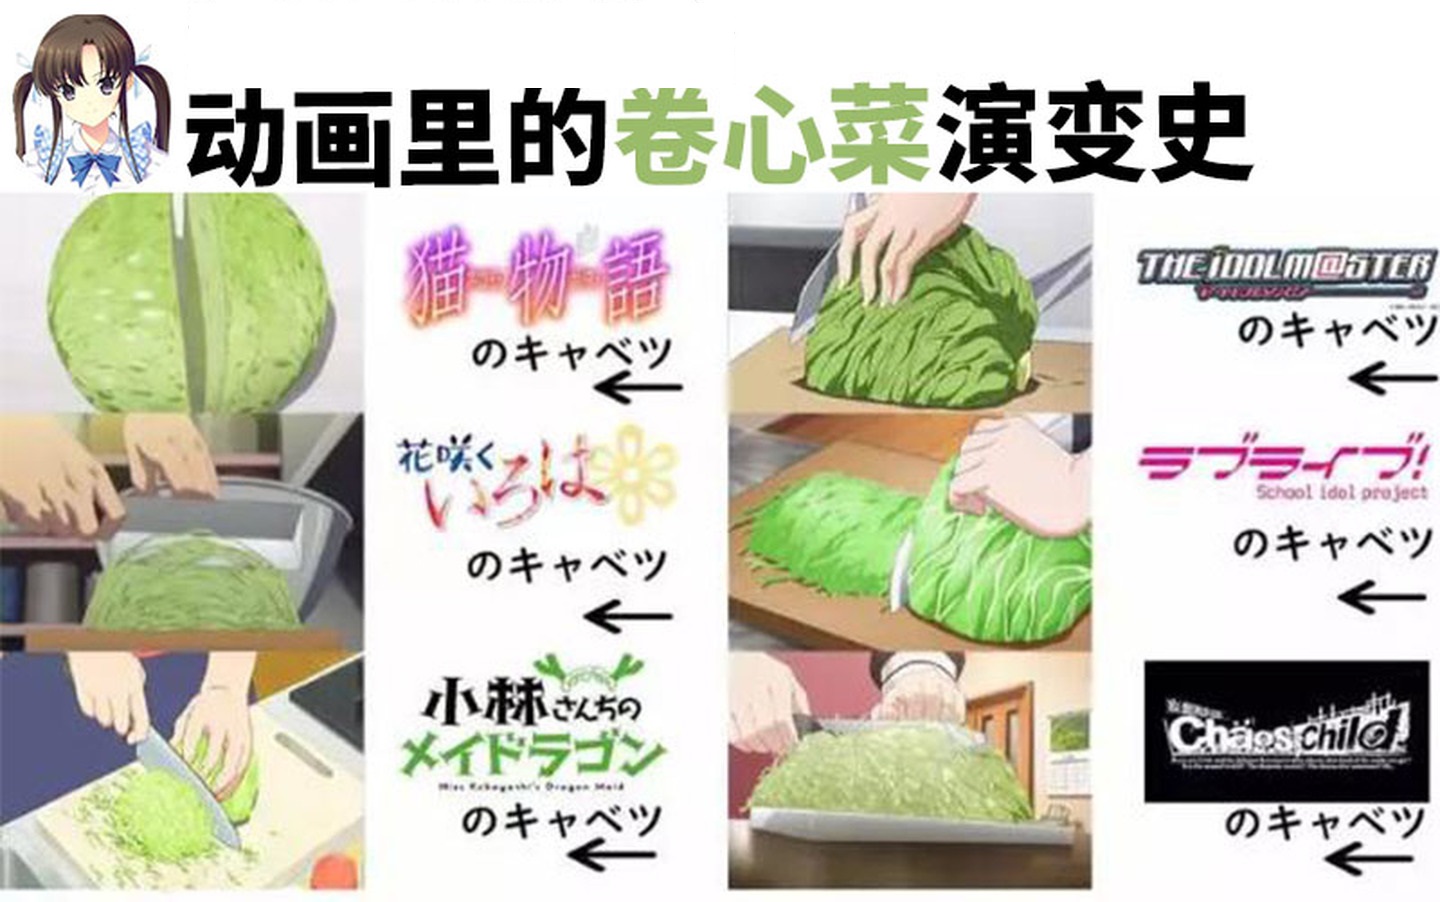 动画里的卷心菜演变史
猫物語
のキャベツ
THE iDOLM@STER
のキャベツ
花咲く
いろは
のキャベツ
ラブライブ!
School idol project
のキャベツ
小林さんちの
メイドラゴン
Miss Kobayashi's Dragon Maid
のキャベツ
Chäos;child
のキャベツ